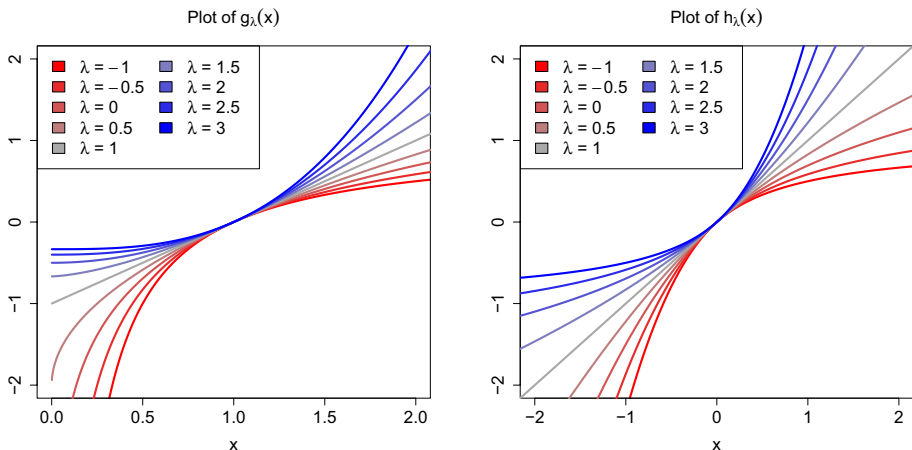 Plot of gλ(x)
λ = −1
λ = −0.5
λ = 0
λ = 0.5
λ = 1
λ = 1.5
λ = 2
λ = 2.5
λ = 3
2
1
0
−1
−2
0.0 0.5 1.0 1.5 2.0
x
Plot of hλ(x)
λ = −1
λ = −0.5
λ = 0
λ = 0.5
λ = 1
λ = 1.5
λ = 2
λ = 2.5
λ = 3
2
1
0
−1
−2
−2 −1 0 1 2
x